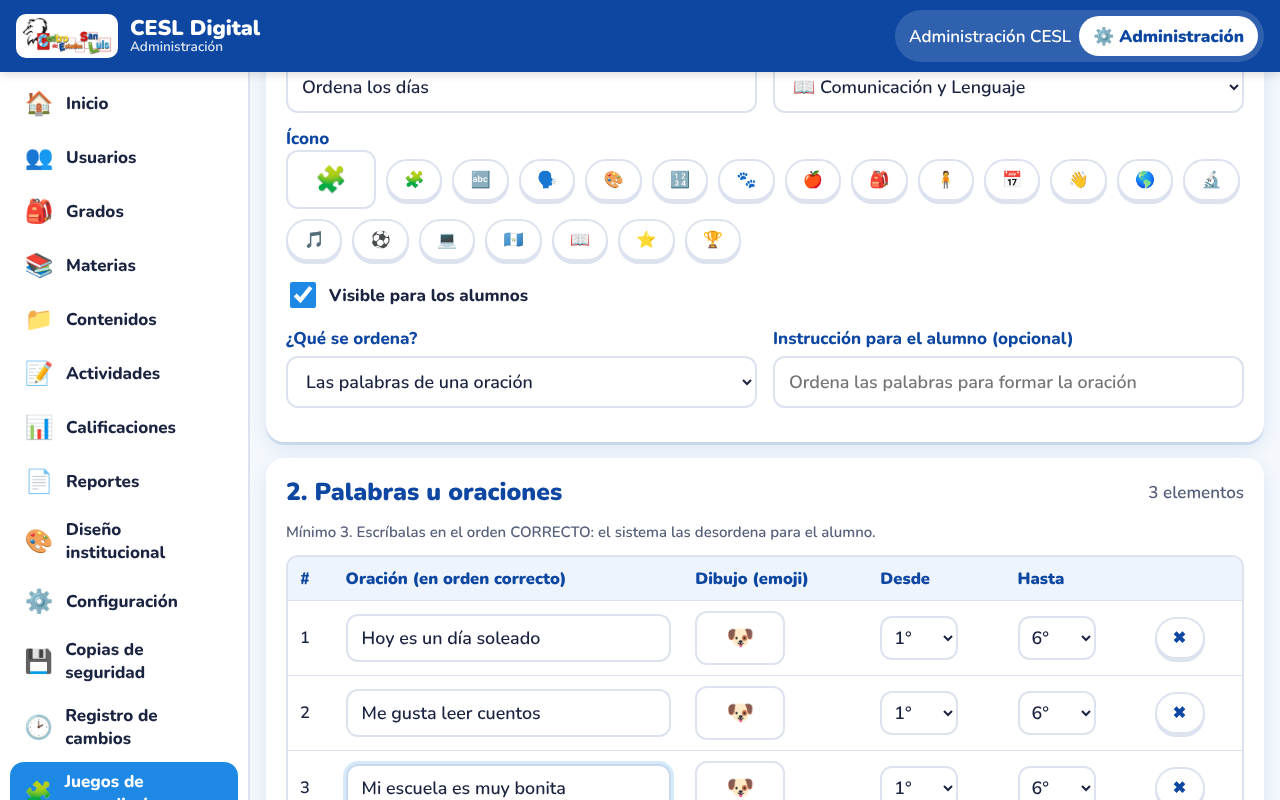 Centro de Estudios San Luis
CESL Digital
Administración
Administración CESL
⚙️ Administración
Inicio
Usuarios
Grados
Materias
Contenidos
Actividades
Calificaciones
Reportes
Diseño
institucional
Configuración
Copias de
seguridad
Registro de
cambios
Juegos de
Ordena los días
📖 Comunicación y Lenguaje
Ícono
Visible para los alumnos
¿Qué se ordena?
Instrucción para el alumno (opcional)
Las palabras de una oración
Ordena las palabras para formar la oración
2. Palabras u oraciones
3 elementos
Mínimo 3. Escríbalas en el orden CORRECTO: el sistema las desordena para el alumno.
# Oración (en orden correcto) Dibujo (emoji) Desde Hasta
1 Hoy es un día soleado 🐶 1° 6° ✖
2 Me gusta leer cuentos 🐶 1° 6° ✖
3 Mi escuela es muy bonita 🐶 1° 6° ✖